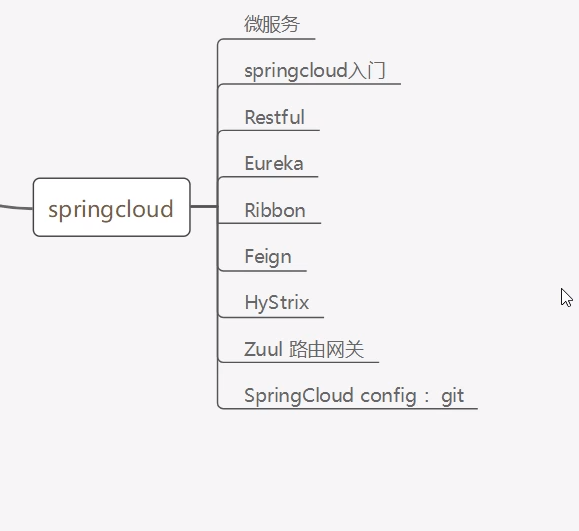 微服务
springcloud入门
Restful
Eureka
springcloud
Ribbon
Feign
HyStrix
Zuul 路由网关
SpringCloud config： git